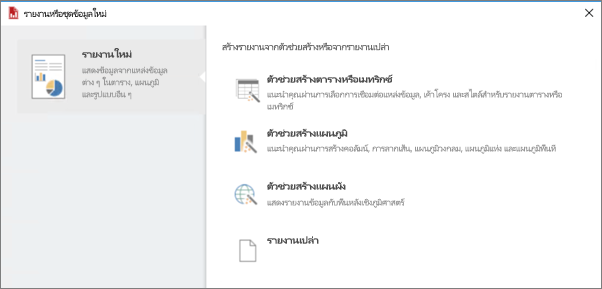 รายงานหรือชุดข้อมูลใหม่
รายงานใหม่
แสดงข้อมูลจากแหล่งข้อมูล
ต่าง ๆ ในตาราง, แผนภูมิ
และรูปแบบอื่น ๆ
สร้างรายงานจากตัวช่วยสร้างหรือจากรายงานเปล่า
ตัวช่วยสร้างตารางหรือเมทริกซ์
แนะนำคุณผ่านการเลือกการเชื่อมต่อแหล่งข้อมูล, เค้าโครง และสไตล์สำหรับรายงานตารางหรือ
เมทริกซ์
ตัวช่วยสร้างแผนภูมิ
แนะนำคุณผ่านการสร้างคอลัมน์, การลากเส้น, แผนภูมิวงกลม, แผนภูมิแท่ง และแผนภูมิพื้นที่
ตัวช่วยสร้างแผนผัง
แสดงรายงานข้อมูลกับพื้นหลังเชิงภูมิศาสตร์
รายงานเปล่า